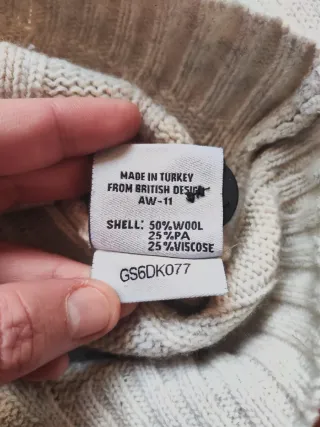 MADE IN TURKEY
FROM BRITISH DESIGN
AW-11
SHELL: 50%WOOL
25%PA
25%VISCOSE
GS6DK077